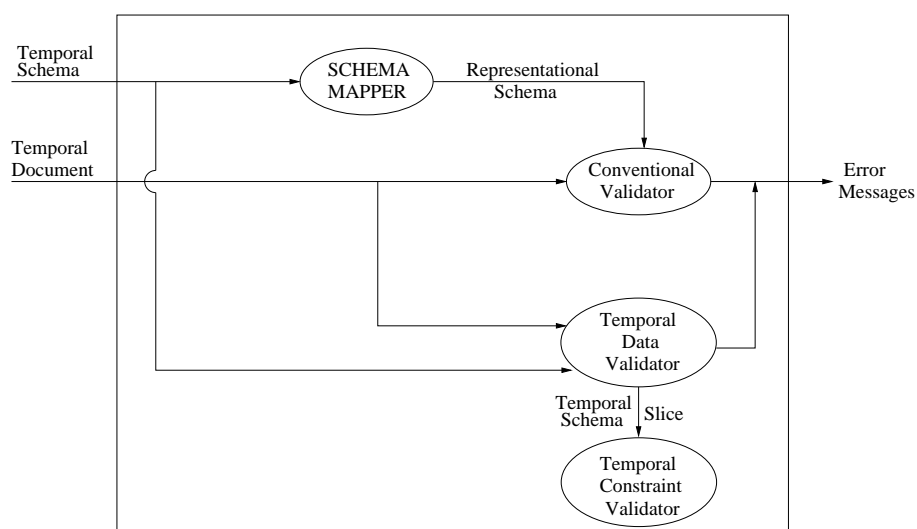 Temporal
Schema
SCHEMA
MAPPER
Representational
Schema
Temporal
Document
Conventional
Validator
Error
Messages
Temporal
Data
Validator
Temporal
Schema
Slice
Temporal
Constraint
Validator